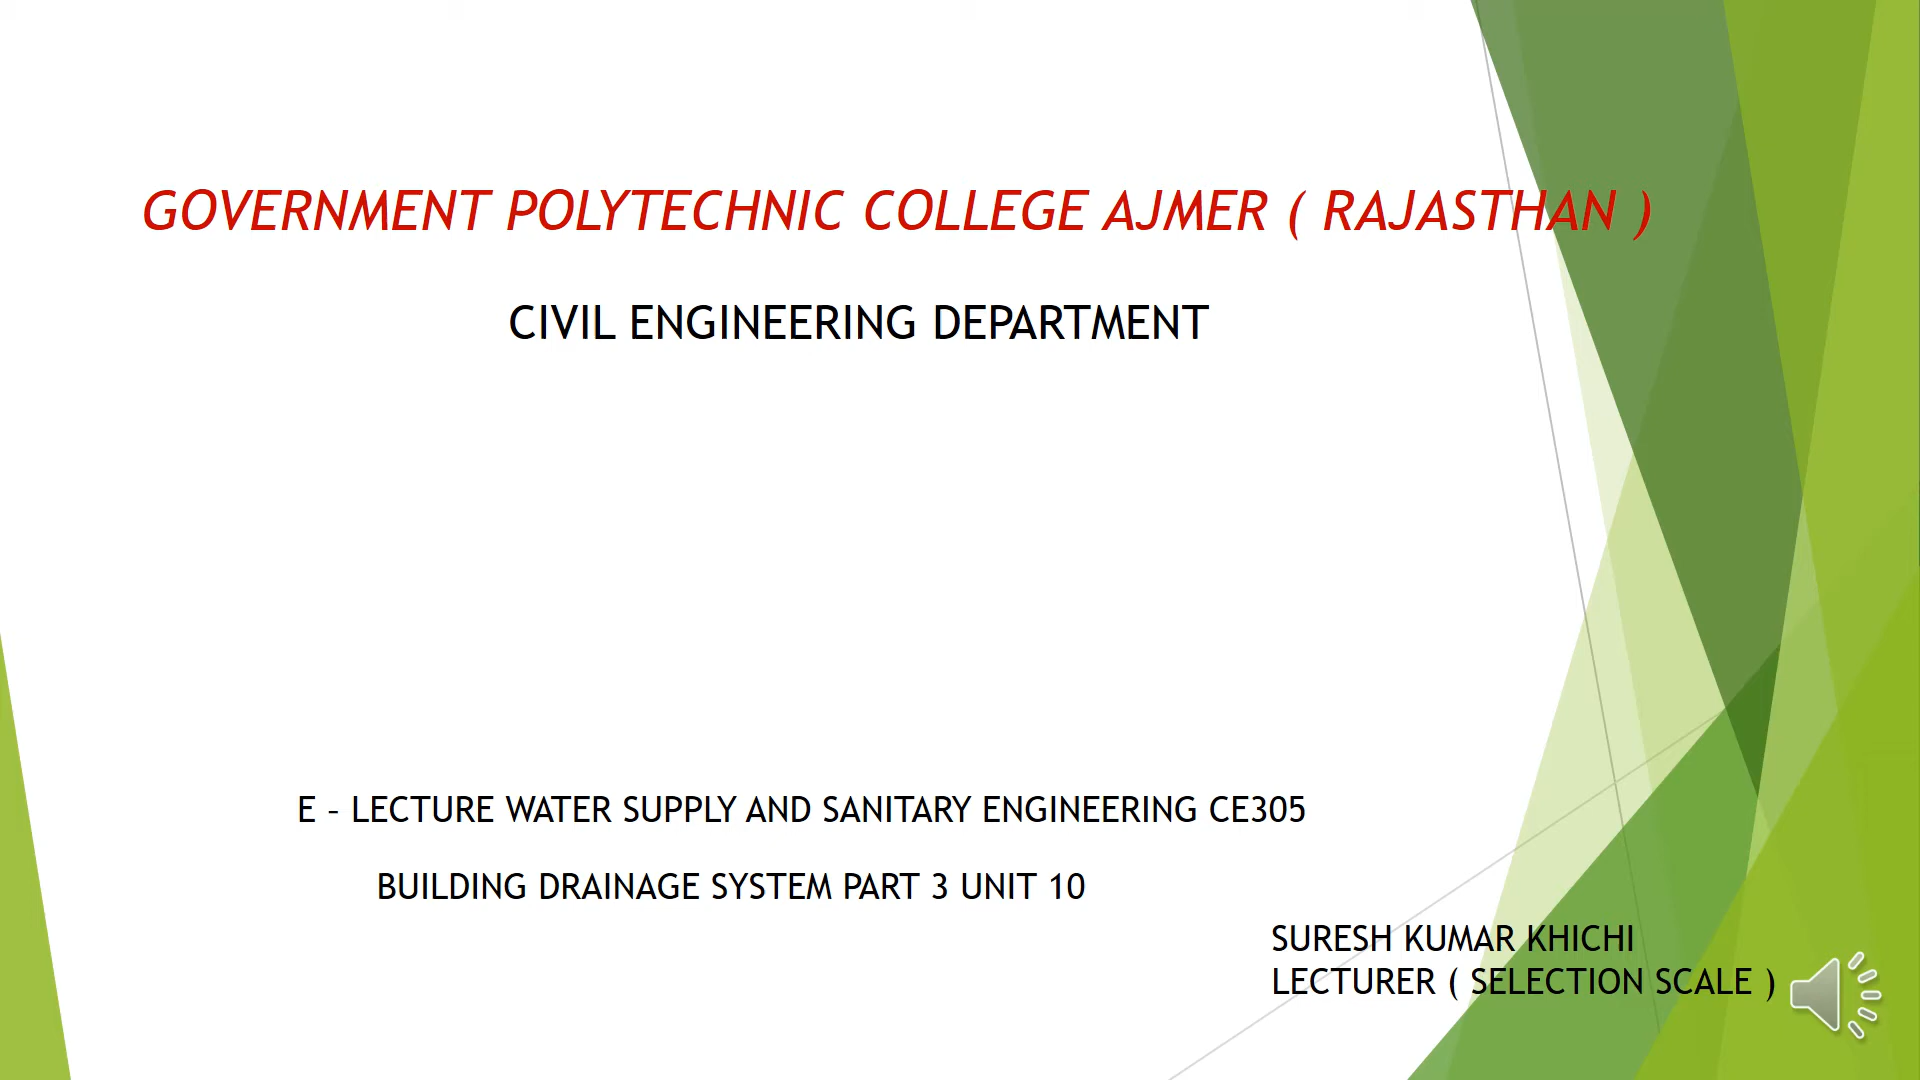 GOVERNMENT POLYTECHNIC COLLEGE AJMER ( RAJASTHAN )
CIVIL ENGINEERING DEPARTMENT
E – LECTURE WATER SUPPLY AND SANITARY ENGINEERING CE305
BUILDING DRAINAGE SYSTEM PART 3 UNIT 10
SURESH KUMAR KHICHI
LECTURER ( SELECTION SCALE )